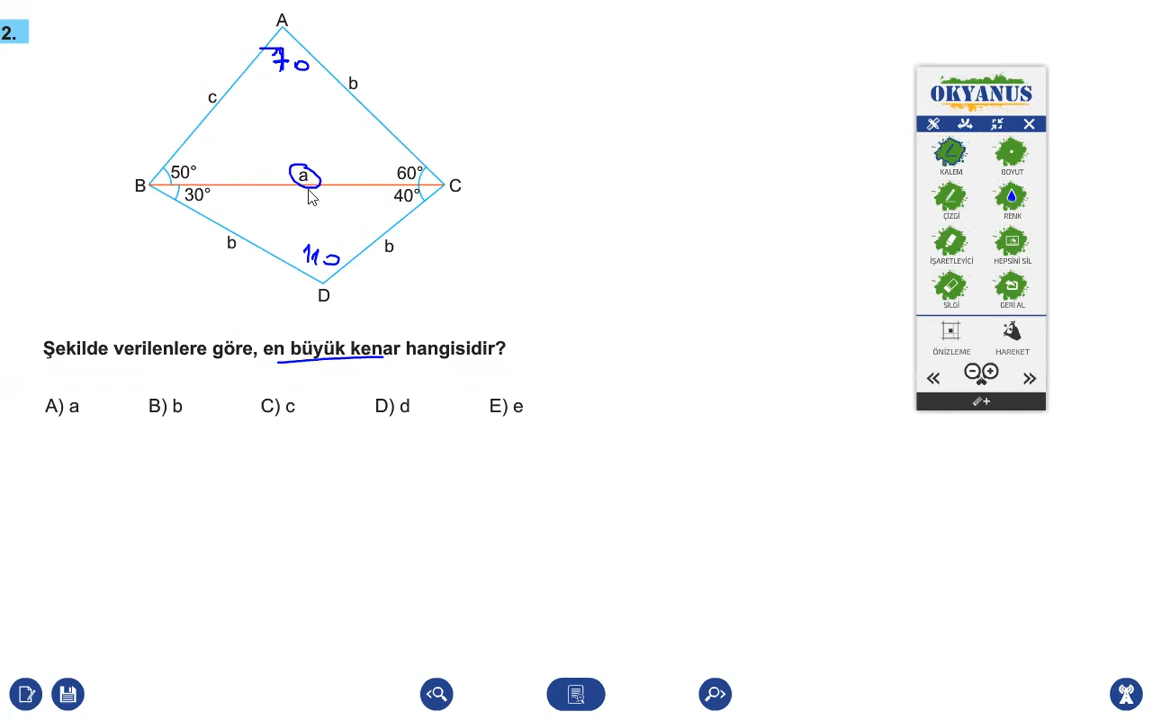 2.
A
70
c
b
50°
a
60°
B
C
30°
40°
b
110
b
D
Şekilde verilenlere göre, en büyük kenar hangisidir?
A) a B) b C) c D) d E) e
OKYANUS
KALEM BOYUT
ÇİZGİ RENK
İŞARETLEYİCİ HEPSİNİ SİL
SİLGİ GERİ AL
ÖNİZLEME HAREKET